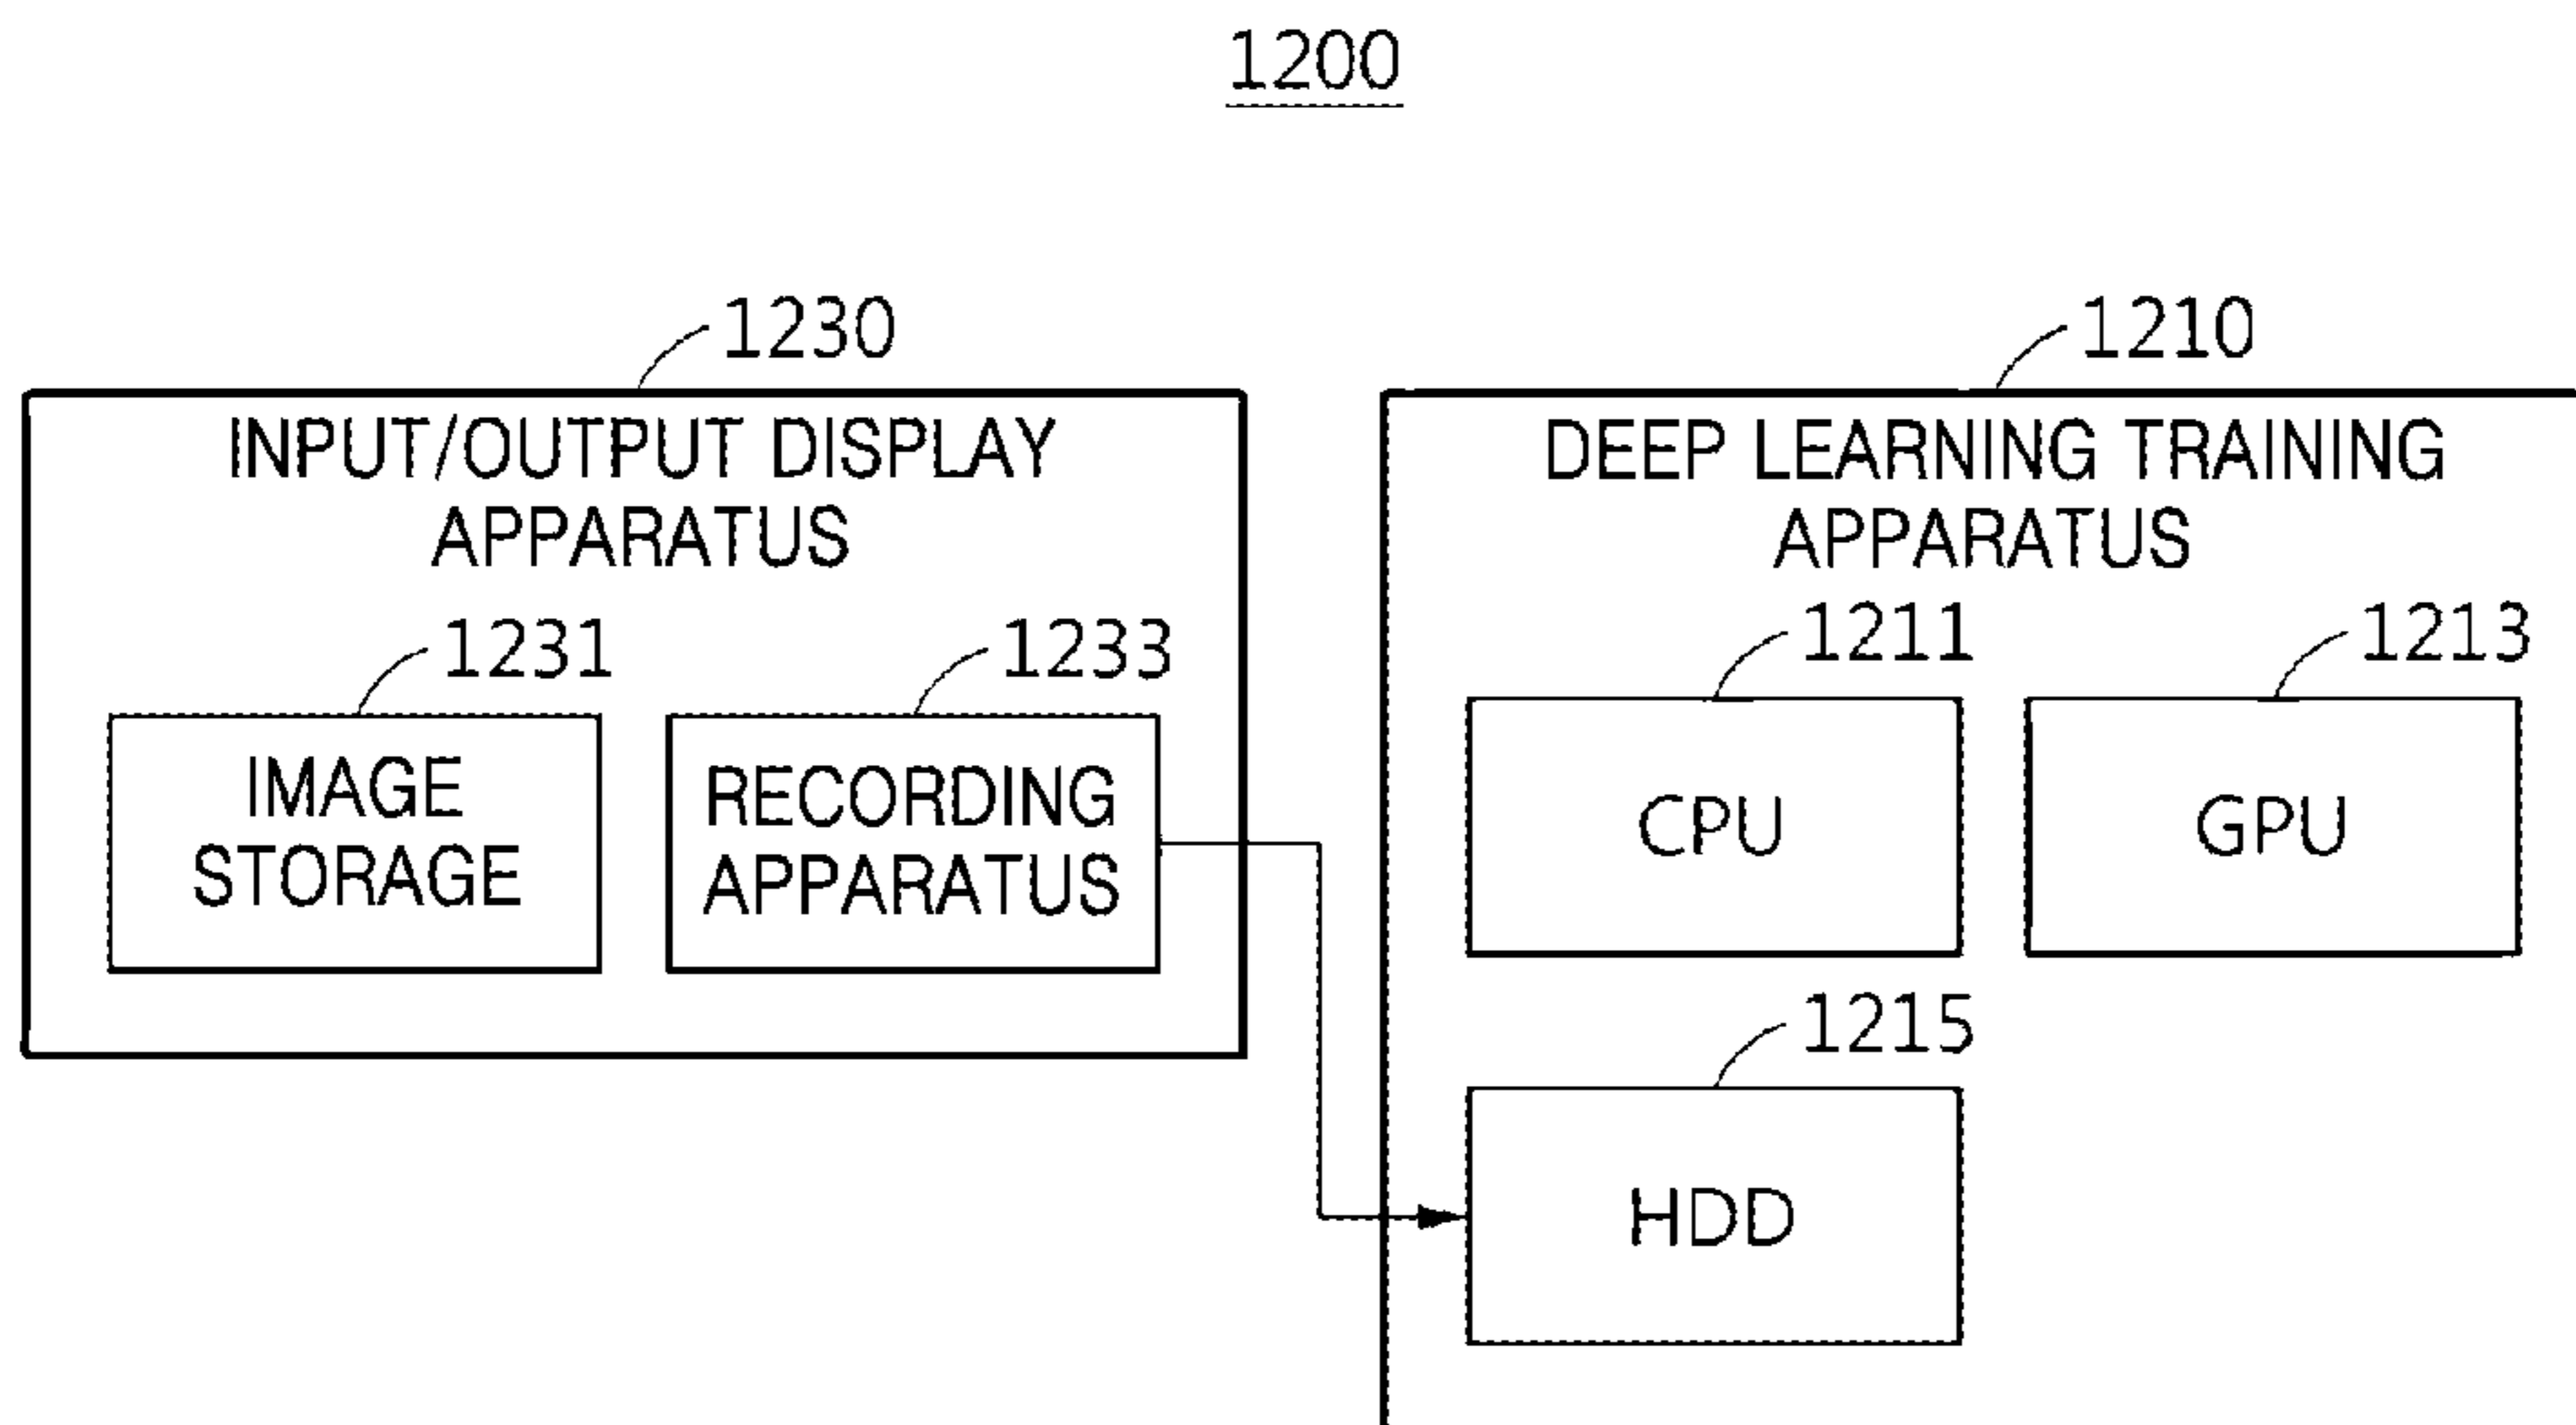 1200
1230
INPUT/OUTPUT DISPLAY
APPARATUS
1231
1233
IMAGE
STORAGE
RECORDING
APPARATUS
1210
DEEP LEARNING TRAINING
APPARATUS
1211
1213
CPU
GPU
1215
HDD